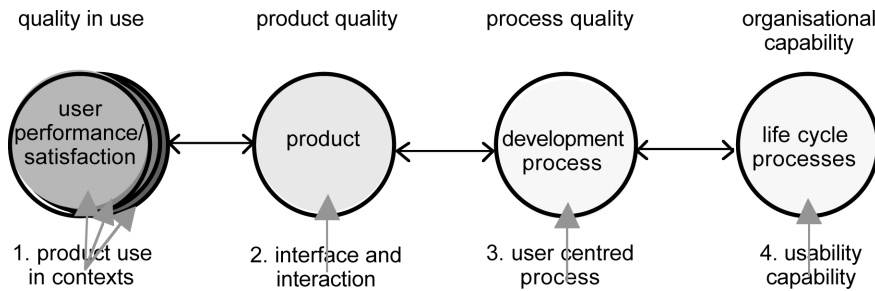 quality in use
product quality
process quality
organisational
capability
user
performance/
satisfaction
product
development
process
life cycle
processes
1. product use
in contexts
2. interface and
interaction
3. user centred
process
4. usability
capability